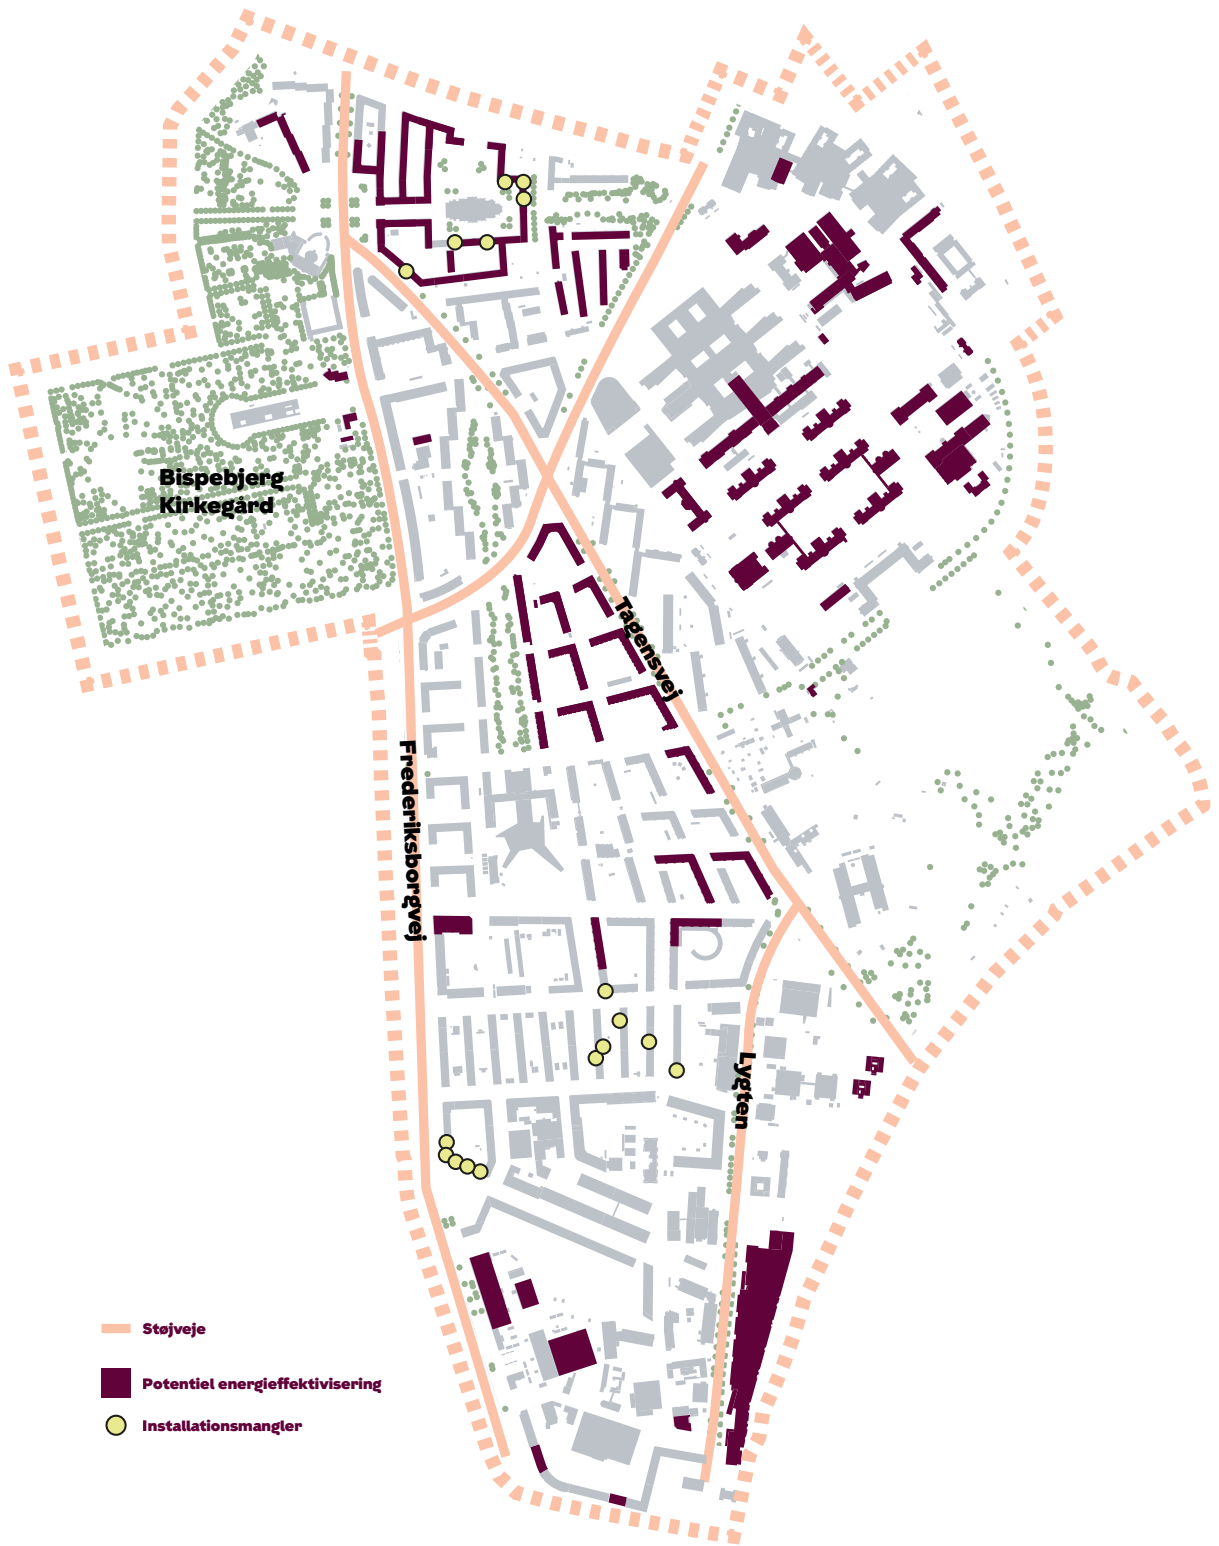 Bispebjerg
Kirkegård
Tagensvej
Frederiksborgvej
Lygten
Støjveje
Potentiel energieffektivisering
Installationsmangler